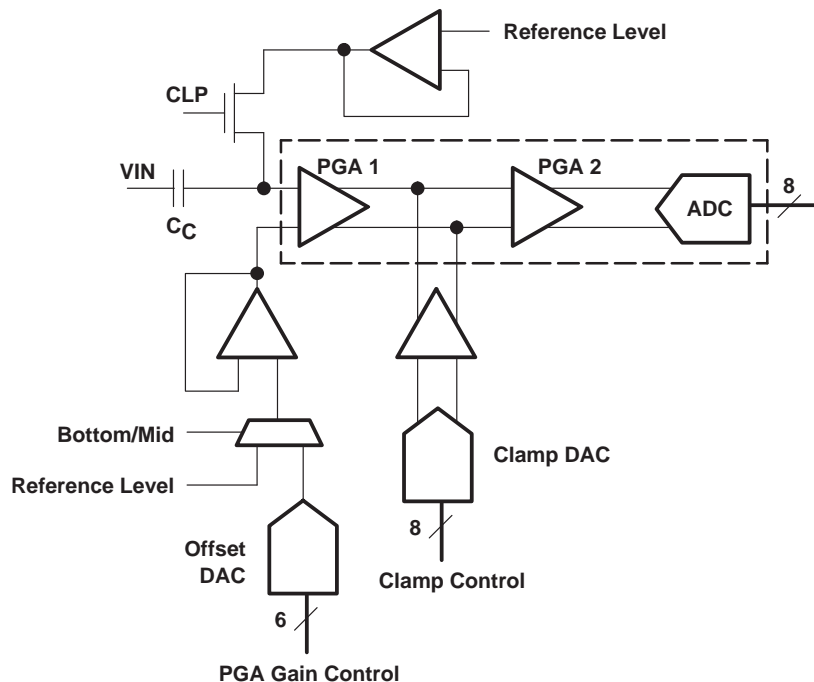 Reference Level
CLP
VIN
CC
PGA 1
PGA 2
ADC
8
Bottom/Mid
Reference Level
Clamp DAC
8
Clamp Control
Offset
DAC
6
PGA Gain Control